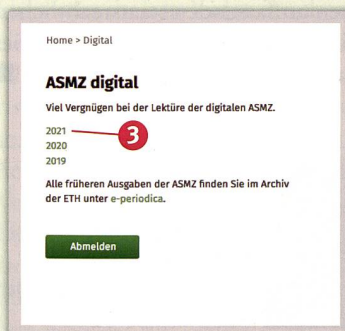 Home > Digital
ASMZ digital
Viel Vergnügen bei der Lektüre der digitalen ASMZ.
2021
3
2020
2019
Alle früheren Ausgaben der ASMZ finden Sie im Archiv
der ETH unter e-periodica.
Abmelden